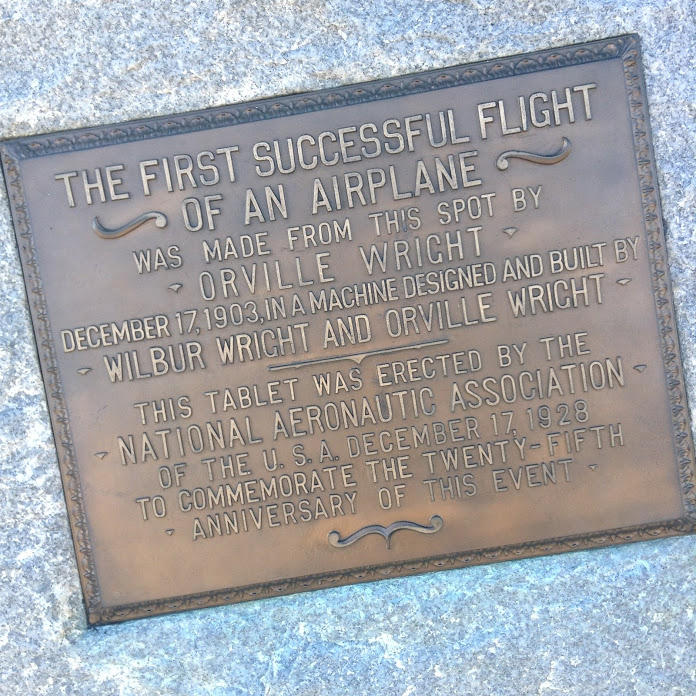 THE FIRST SUCCESSFUL FLIGHT
OF AN AIRPLANE
WAS MADE FROM THIS SPOT BY
ORVILLE WRIGHT
DECEMBER 17, 1903, IN A MACHINE DESIGNED AND BUILT BY
WILBUR WRIGHT AND ORVILLE WRIGHT
THIS TABLET WAS ERECTED BY THE
NATIONAL AERONAUTIC ASSOCIATION
OF THE U. S. A. DECEMBER 17, 1928
TO COMMEMORATE THE TWENTY-FIFTH
ANNIVERSARY OF THIS EVENT